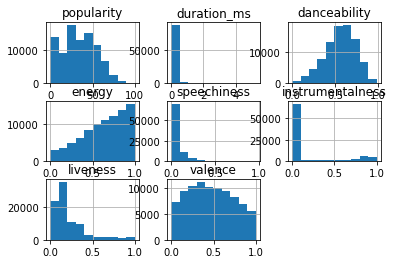 popularity duration_ms danceability
10000 50000 10000
0 0 0
0 50 100 0 2 4 0.0 0.5 1.0
energy speechiness instrumentalness
10000 50000 50000
0 25000 25000
0 0
0.0 0.5 1.0 0.0 0.5 1.0 0.0 0.5 1.0
liveness valance
20000 10000
5000
0 0
0.0 0.5 1.0 0.0 0.5 1.0